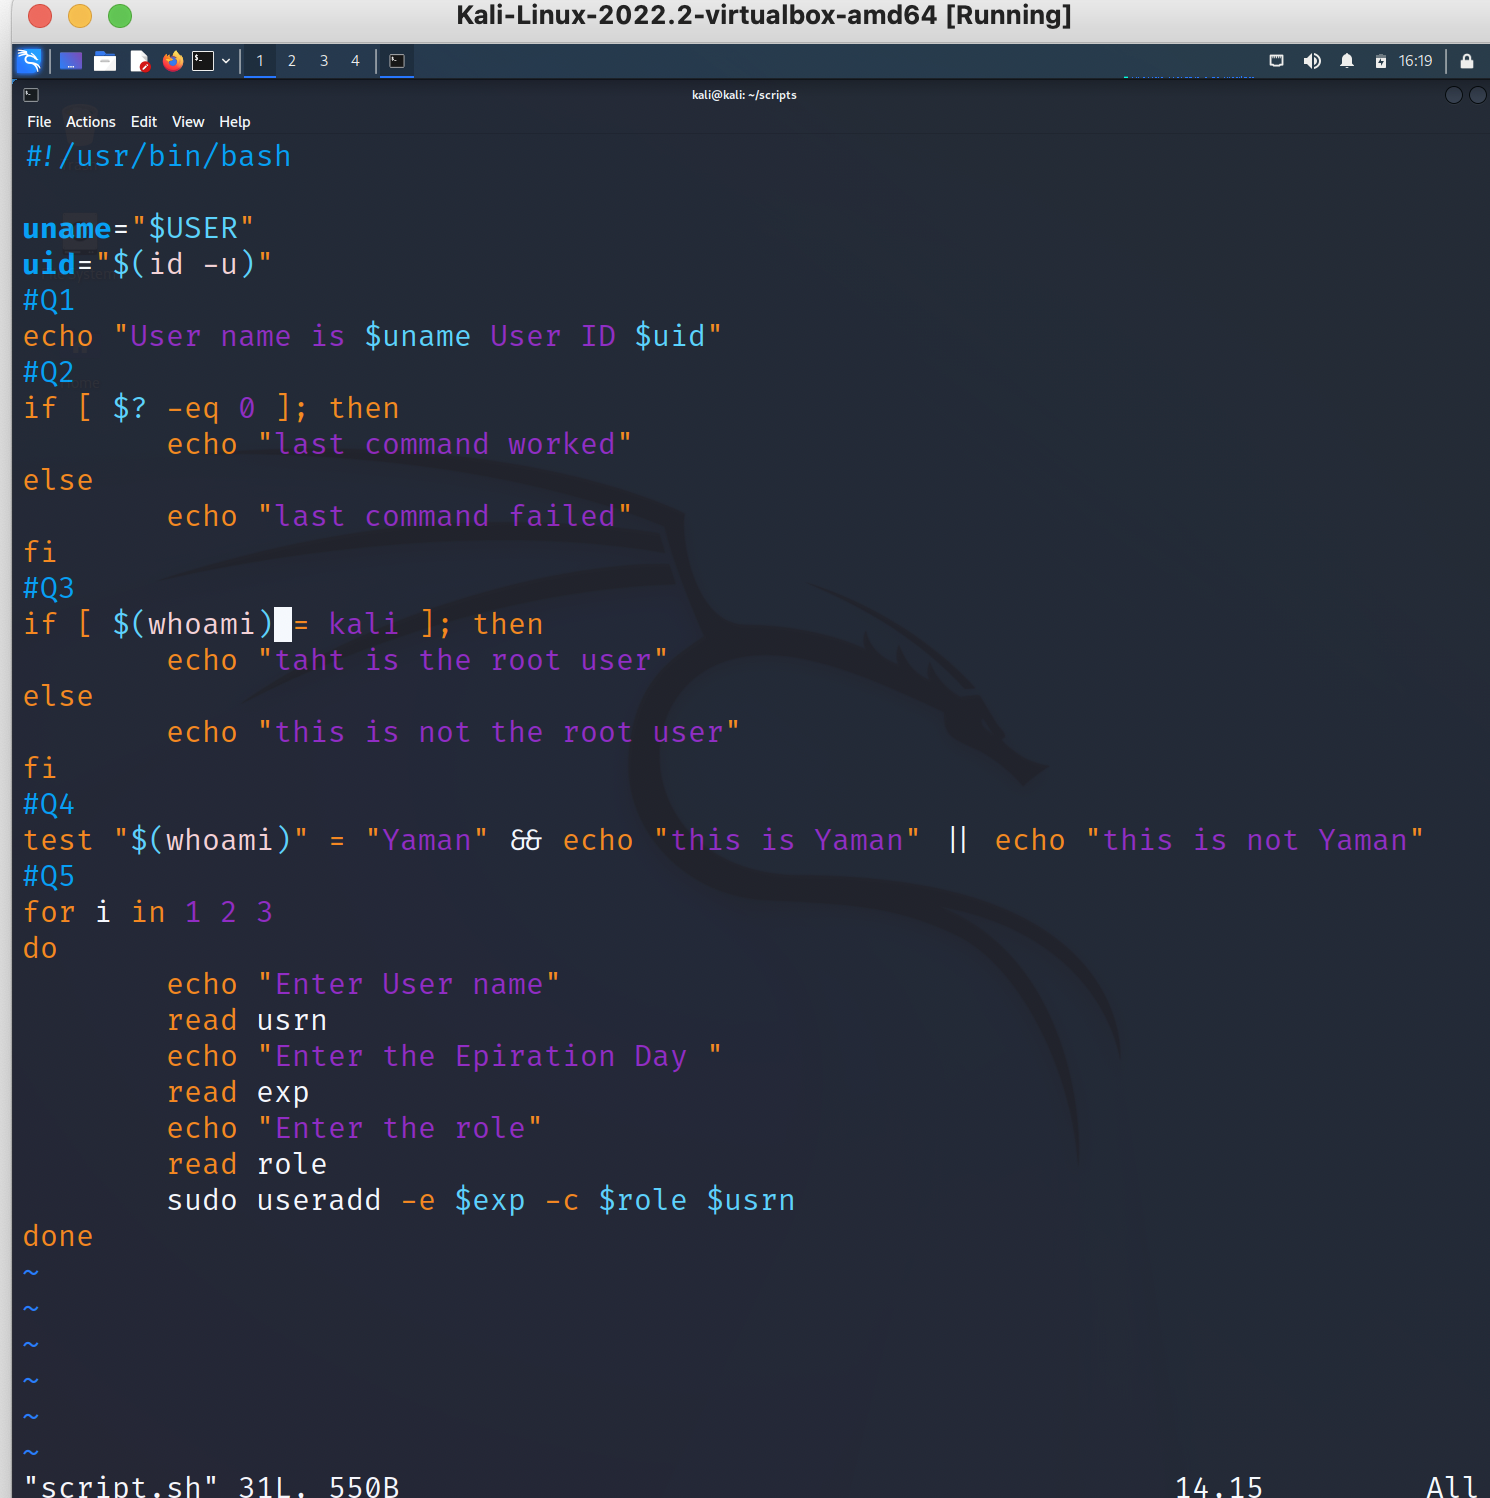 Kali-Linux-2022.2-virtualbox-amd64 [Running]
1 2 3 4 16:19
kali@kali: ~/scripts
File Actions Edit View Help
#!/usr/bin/bash
uname="$USER"
uid="$(id -u)"
#Q1
echo "User name is $uname User ID $uid"
#Q2
if [ $? -eq 0 ]; then
echo "last command worked"
else
echo "last command failed"
fi
#Q3
if [ $(whoami) = kali ]; then
echo "taht is the root user"
else
echo "this is not the root user"
fi
#Q4
test "$(whoami)" = "Yaman" && echo "this is Yaman" || echo "this is not Yaman"
#Q5
for i in 1 2 3
do
echo "Enter User name"
read usrn
echo "Enter the Epiration Day "
read exp
echo "Enter the role"
read role
sudo useradd -e $exp -c $role $usrn
done
~
~
~
~
~
~
"script.sh" 31L, 550B 14,15 All